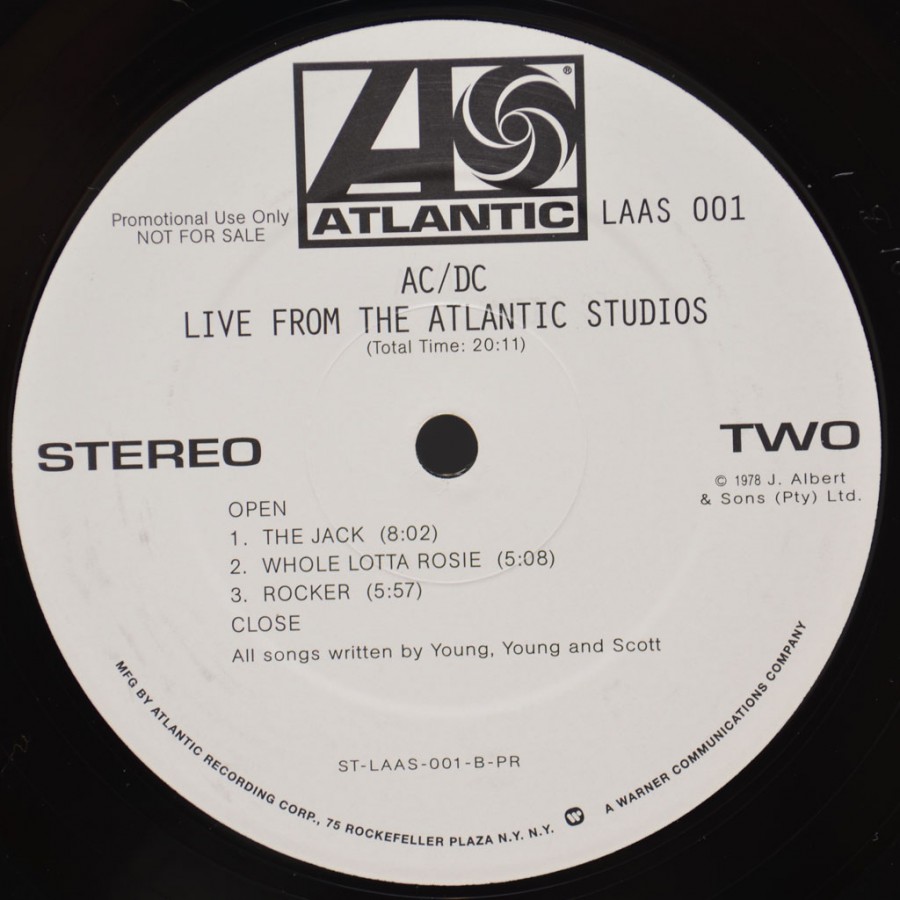 ®
ATLANTIC
Promotional Use Only
NOT FOR SALE
LAAS 001
AC/DC
LIVE FROM THE ATLANTIC STUDIOS
(Total Time: 20:11)
STEREO
TWO
© 1978 J. Albert
& Sons (Pty) Ltd.
OPEN
1. THE JACK (8:02)
2. WHOLE LOTTA ROSIE (5:08)
3. ROCKER (5:57)
CLOSE
All songs written by Young, Young and Scott
ST-LAAS-001-B-PR
MFG BY ATLANTIC RECORDING CORP., 75 ROCKEFELLER PLAZA N.Y. N.Y. A WARNER COMMUNICATIONS COMPANY